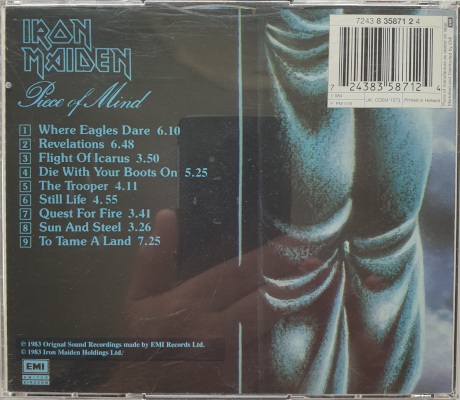 IRON
MAIDEN
Piece of Mind
1 Where Eagles Dare 6.10
2 Revelations 6.48
3 Flight Of Icarus 3.50
4 Die With Your Boots On 5.25
5 The Trooper 4.11
6 Still Life 4.55
7 Quest For Fire 3.41
8 Sun And Steel 3.26
9 To Tame A Land 7.25
℗ 1983 Orignal Sound Recordings made by EMI Records Ltd.
© 1983 Iron Maiden Holdings Ltd.
EMI
7243 8 35871 2 4
7 24383 58712 4
Printed in Holland